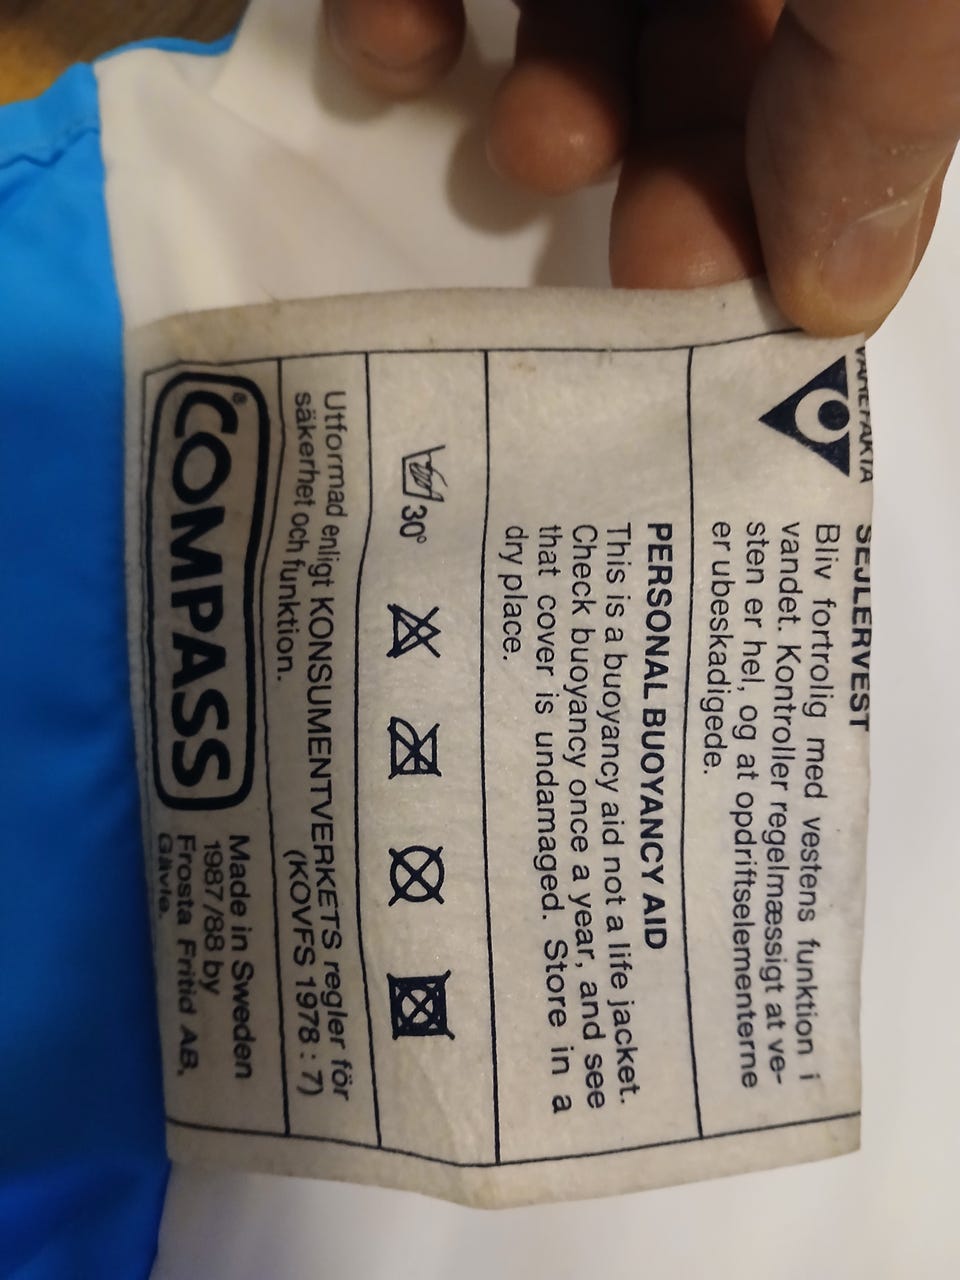 VAREFAKTA
SEJLERVEST
Bliv fortrolig med vestens funktion i
vandet. Kontroller regelmæssigt at ve-
sten er hel, og at opdriftselementerne
er ubeskadigede.
PERSONAL BUOYANCY AID
This is a buoyancy aid not a life jacket.
Check buoyancy once a year, and see
that cover is undamaged. Store in a
dry place.
30°
Utformad enligt KONSUMENTVERKETS regler för
säkerhet och funktion. (KOVFS 1978 : 7)
®COMPASS
Made in Sweden
1987/88 by
Frosta Fritid AB,
Gävle.